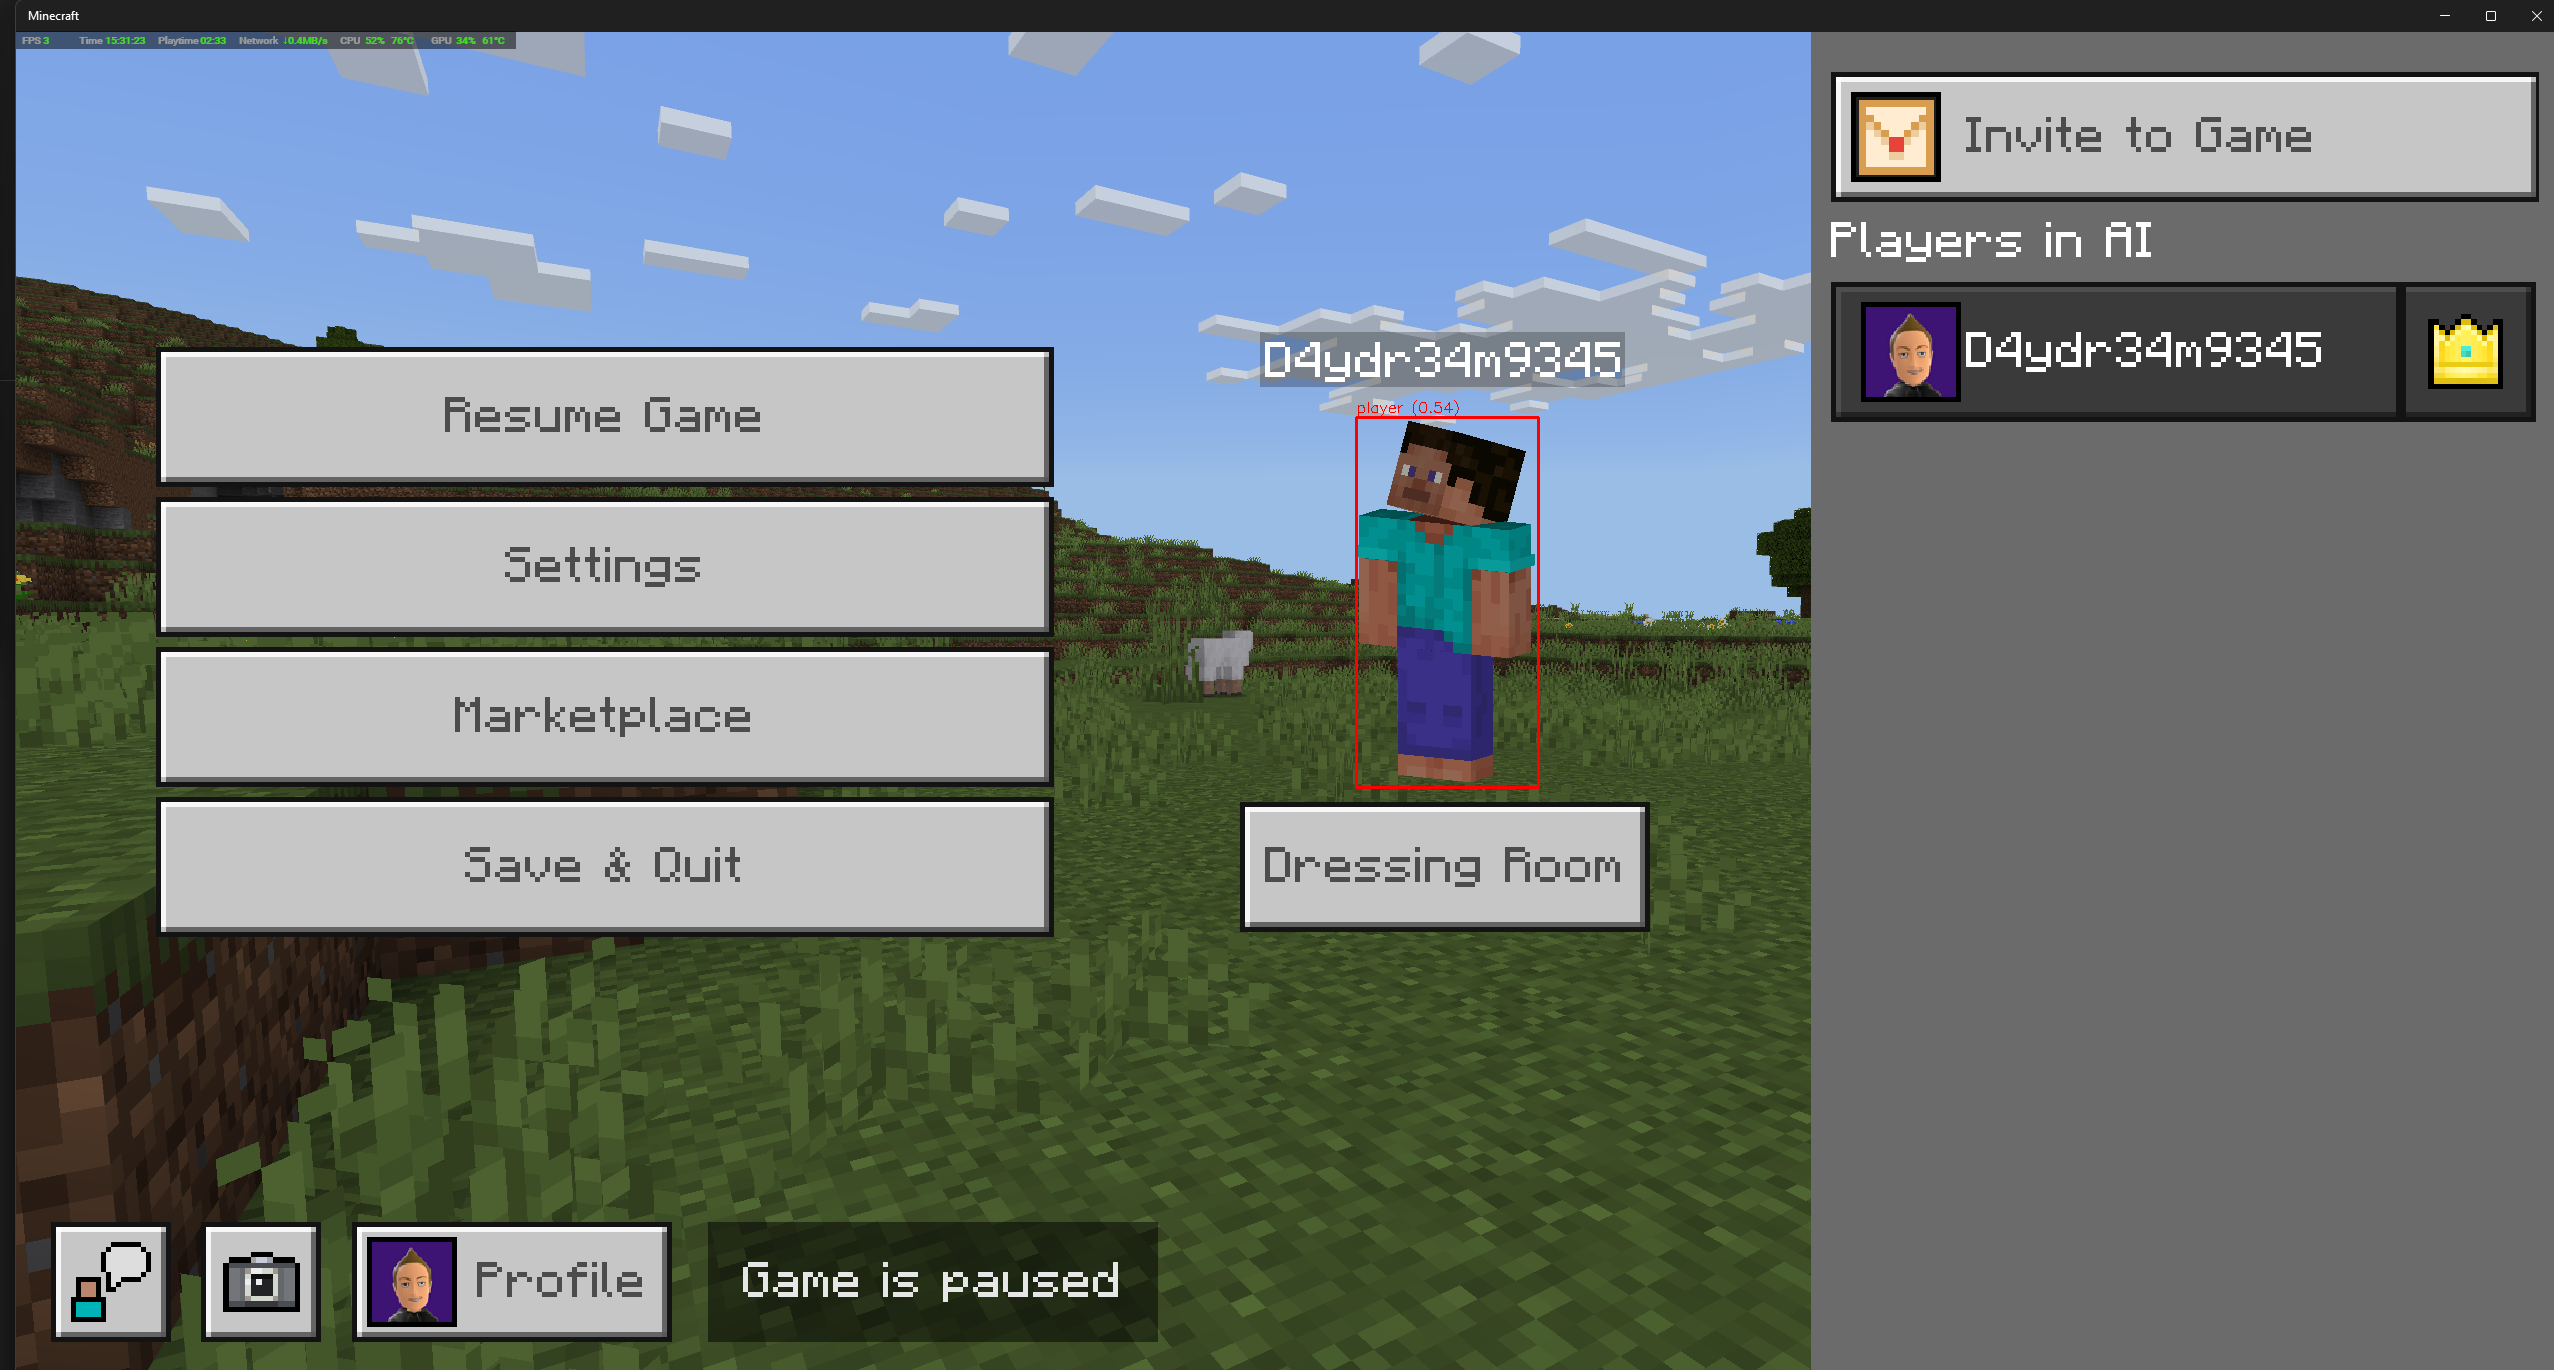 Minecraft
FPS 3 Time 15:31:23 Playtime 02:33 Network ↓0.4MB/s CPU 52% 76°C GPU 34% 61°C
Invite to Game
Players in AI
D4ydr34m9345
D4ydr34m9345
player (0.54)
Resume Game
Settings
Marketplace
Save & Quit
Dressing Room
Profile
Game is paused